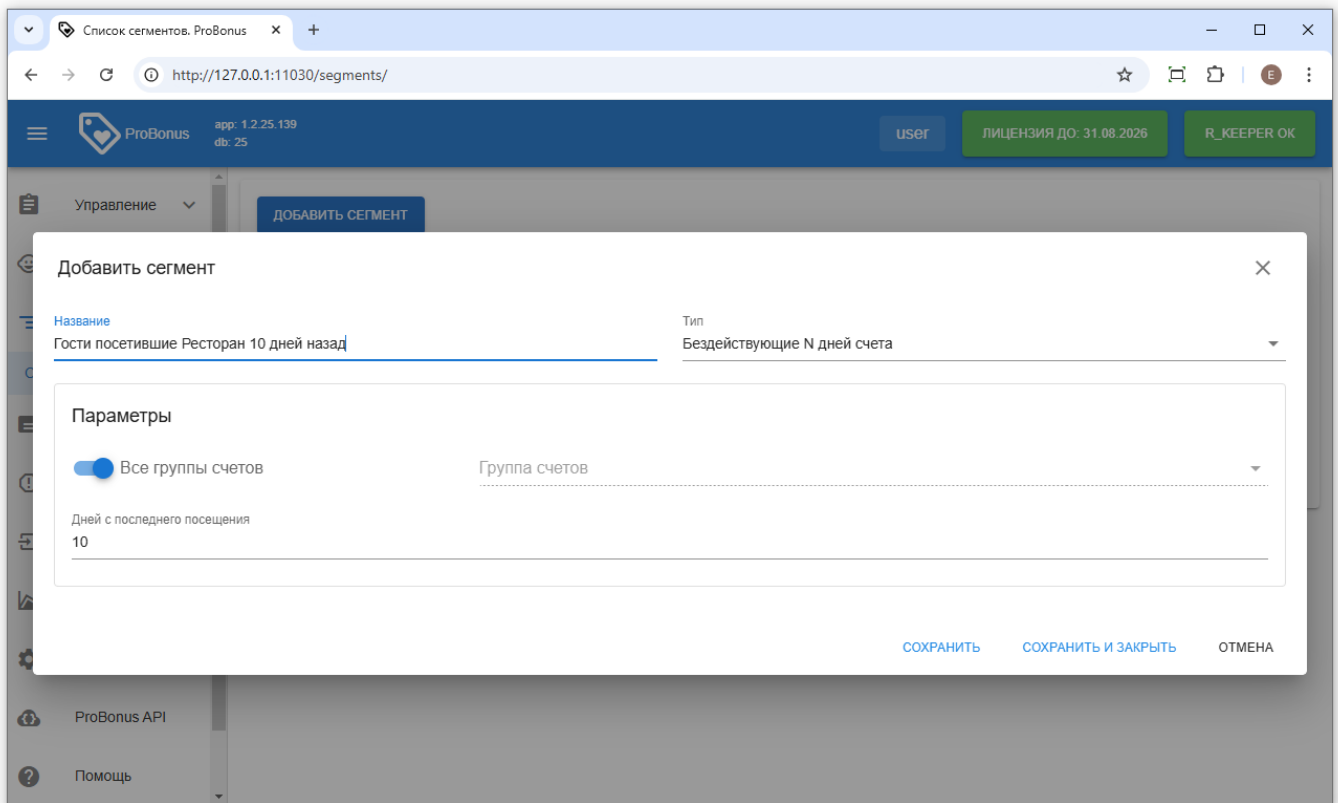 Список сегментов. ProBonus
http://127.0.0.1:11030/segments/
E
ProBonus
app: 1.2.25.139
db: 25
user
ЛИЦЕНЗИЯ ДО: 31.08.2026
R_KEEPER OK
Управление
ДОБАВИТЬ СЕГМЕНТ
Добавить сегмент
Название
Тип
Гости посетившие Ресторан 10 дней назад
Бездействующие N дней счета
Параметры
Все группы счетов
Группа счетов
Дней с последнего посещения
10
СОХРАНИТЬ
СОХРАНИТЬ И ЗАКРЫТЬ
ОТМЕНА
ProBonus API
Помощь